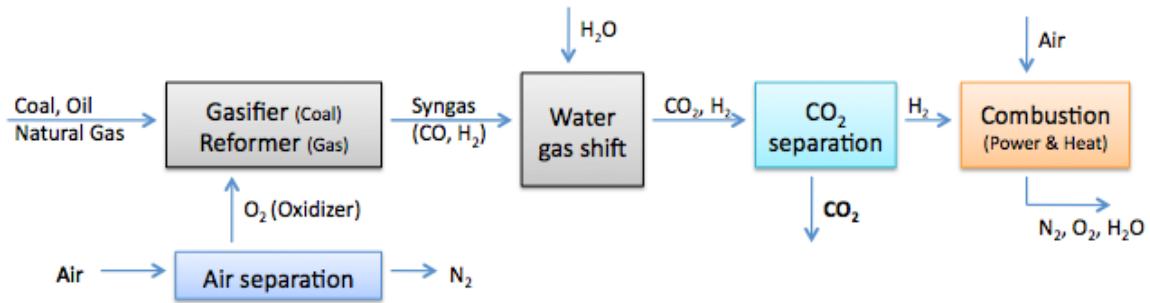 H₂O
Air
Coal, Oil
Natural Gas
Gasifier (Coal)
Reformer (Gas)
Syngas
(CO, H₂)
Water
gas shift
CO₂, H₂
CO₂
separation
H₂
Combustion
(Power & Heat)
O₂ (Oxidizer)
CO₂
N₂, O₂, H₂O
Air
Air separation
N₂